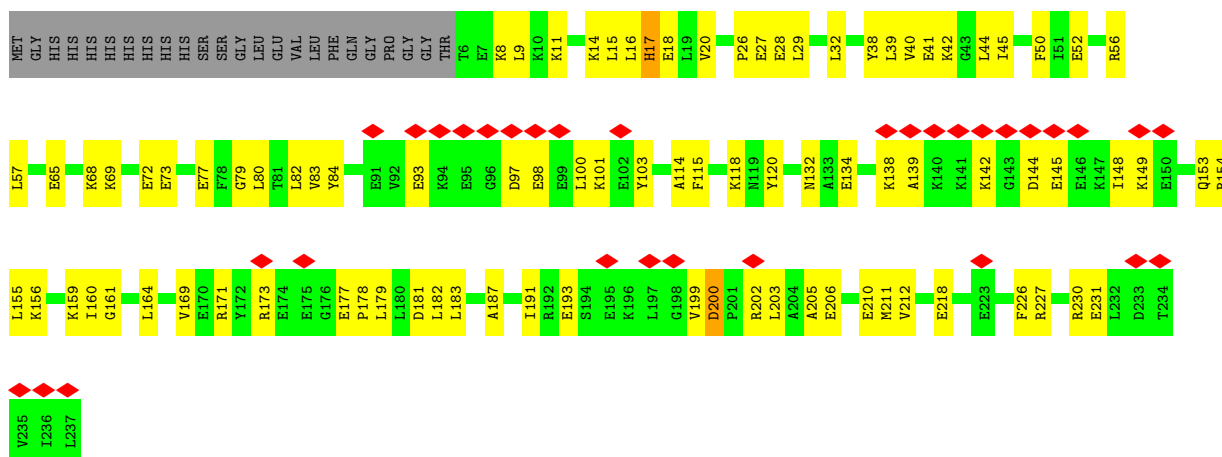 MET GLY HIS HIS HIS HIS HIS HIS HIS HIS SER SER GLY LEU GLU VAL LEU PHE GLN GLY PRO GLY GLY THR T6 E7 K8 L9 K10 K11 K14 L15 L16 H17 E18 L19 V20 P26 E27 E28 L29 L32 Y38 L39 V40 E41 K42 G43 L44 I45 F50 I51 E52 R56
L57 E65 K68 K69 E72 E73 E77 F78 G79 L80 T81 L82 V83 Y84 E91 V92 E93 K94 E95 G96 D97 E98 E99 L100 K101 E102 Y103 A114 F115 K118 N119 Y120 N132 A133 E134 K138 A139 K140 K141 K142 G143 D144 E145 E146 K147 I148 K149 E150 Q153 R154
L155 K156 K159 I160 G161 L164 V169 E170 R171 Y172 R173 E174 E175 G176 E177 P178 L179 L180 D181 L182 L183 A187 I191 R192 E193 S194 E195 K196 L197 G198 V199 D200 P201 R202 L203 A204 A205 E206 E210 M211 V212 E218 E223 F226 R227 R230 E231 L232 D233 T234
V235 I236 L237